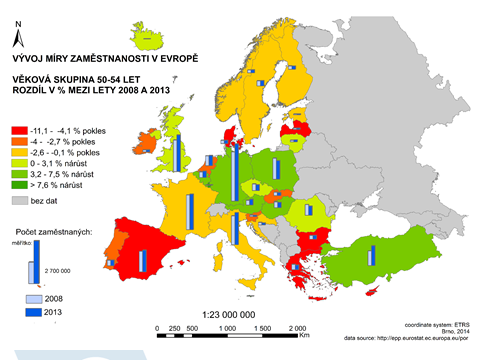 N
VÝVOJ MÍRY ZAMĚSTNANOSTI V EVROPĚ
VĚKOVÁ SKUPINA 50-54 LET
ROZDÍL V % MEZI LETY 2008 A 2013
-11,1 - -4,1 % pokles
-4 - -2,7 % pokles
-2,6 - -0,1 % pokles
0 - 3,1 % nárůst
3,2 - 7,5 % nárůst
> 7,6 % nárůst
bez dat
Počet zaměstnaných:
měřítko:
2 700 000
2008
2013
1:23 000 000
0 250 500 1 000 1 500 2 000
Km
coordinate system: ETRS
Brno, 2014
data source: http://epp eurostat.ec.europa.eu/por